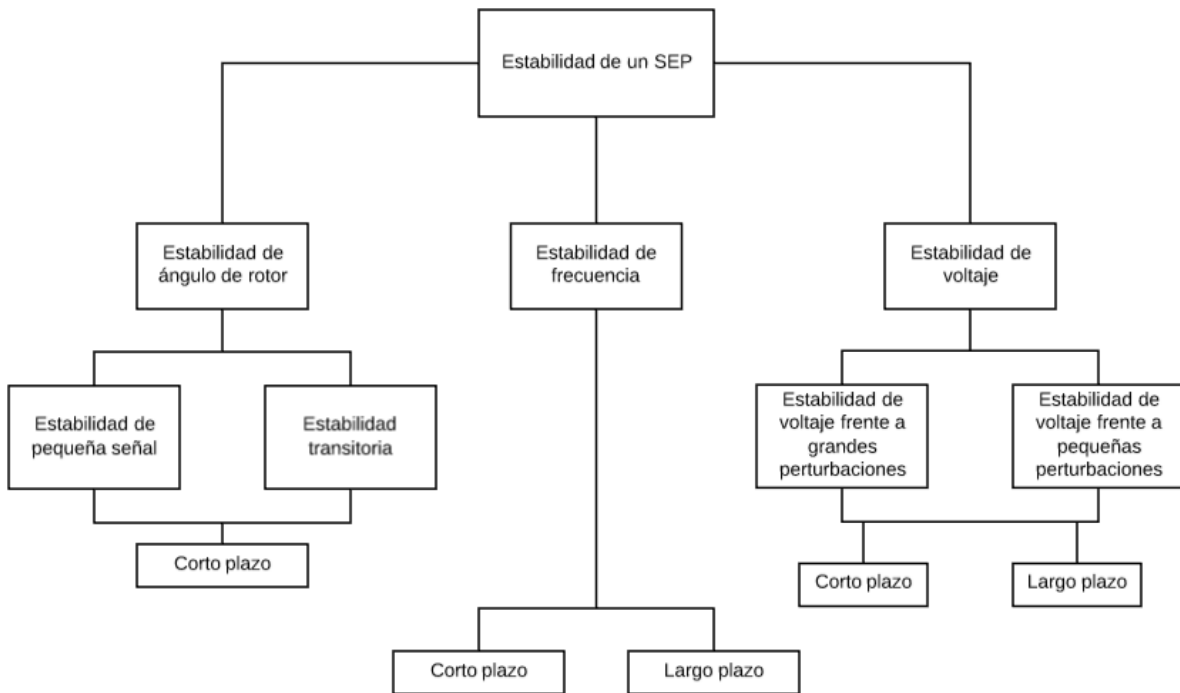 Estabilidad de un SEP
Estabilidad de
ángulo de rotor
Estabilidad de
frecuencia
Estabilidad de
voltaje
Estabilidad de
pequeña señal
Estabilidad
transitoria
Estabilidad de
voltaje frente a
grandes
perturbaciones
Estabilidad de
voltaje frente a
pequeñas
perturbaciones
Corto plazo
Corto plazo
Largo plazo
Corto plazo
Largo plazo